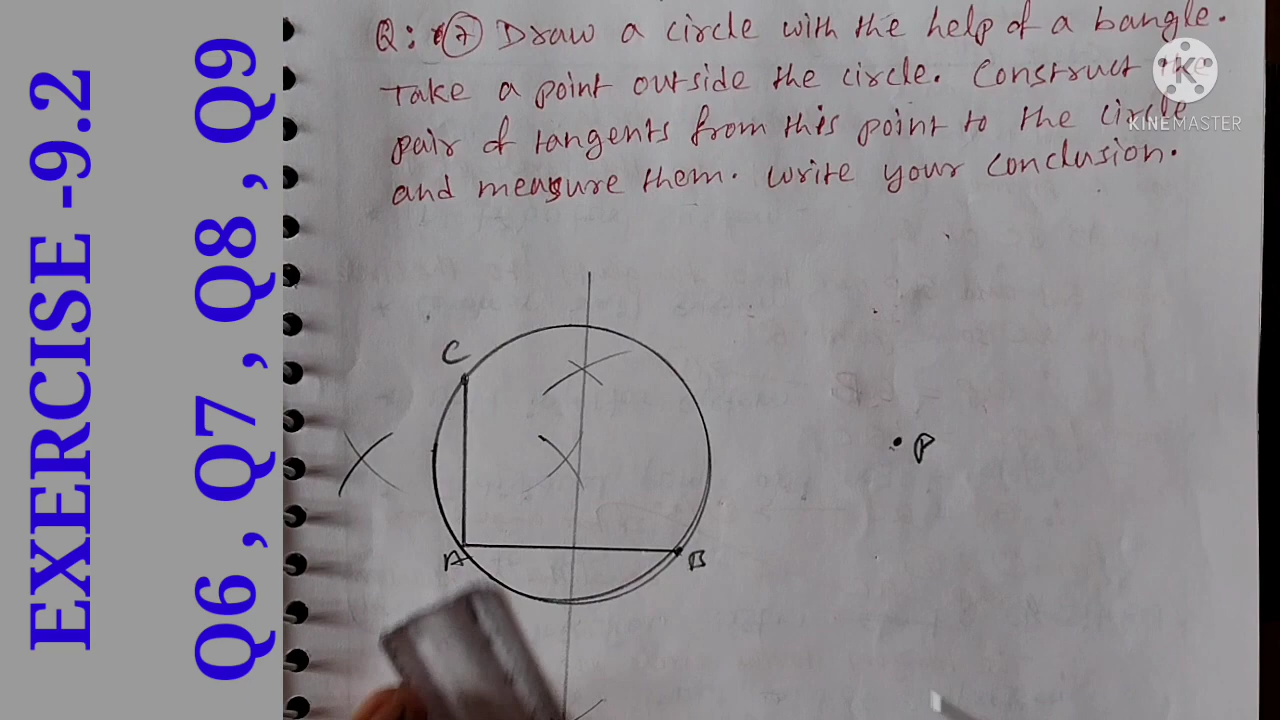 EXERCISE -9.2
Q6 , Q7 , Q8 , Q9
Q: 7 Draw a circle with the help of a bangle.
Take a point outside the circle. Construct the
pair of tangents from this point to the circle
and measure them. Write your conclusion.
KINEMASTER
C
P
A
B